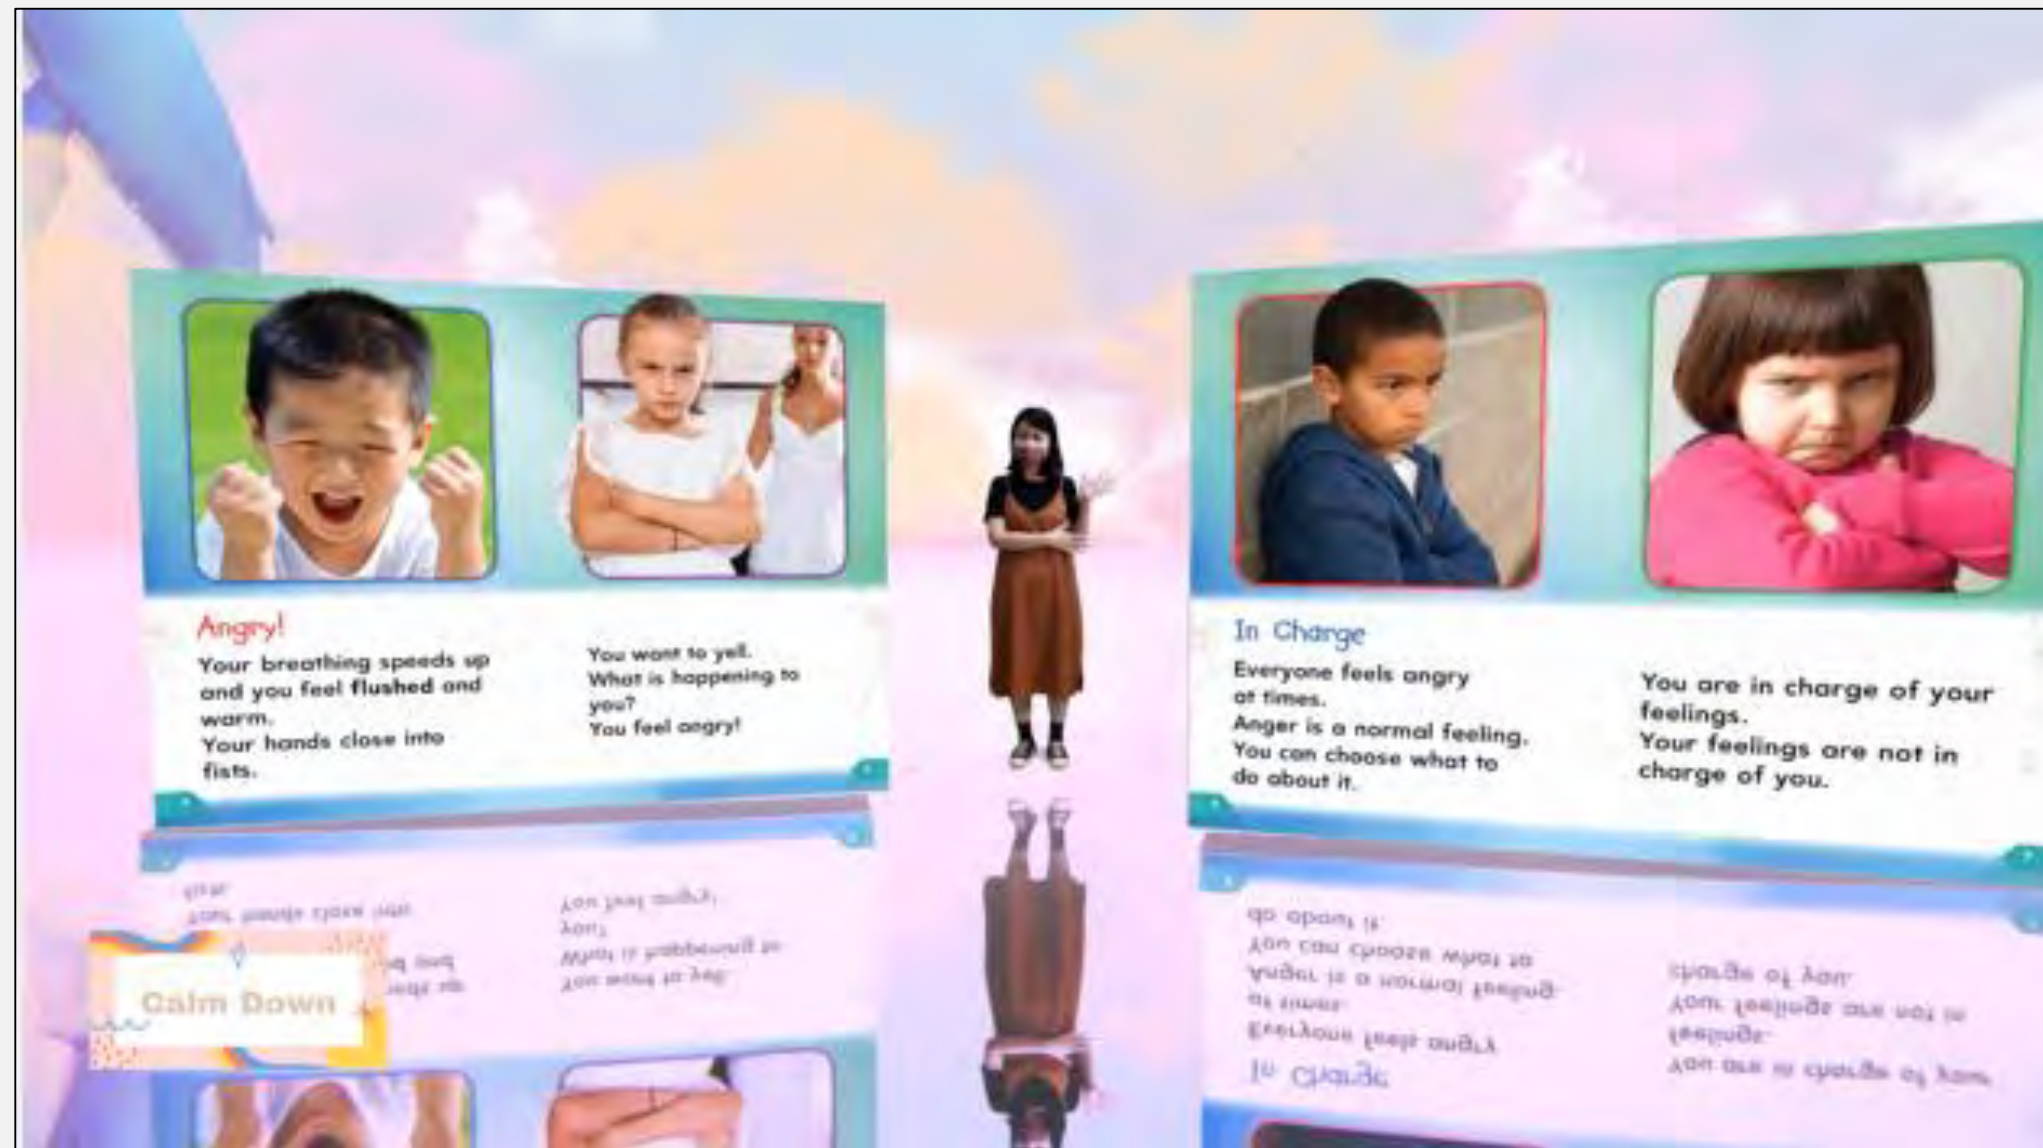 Angry!
Your breathing speeds up
and you feel flushed and
warm.
Your hands close into
fists.
You want to yell.
What is happening to
you?
You feel angry!
In Charge
Everyone feels angry
at times.
Anger is a normal feeling.
You can choose what to
do about it.
You are in charge of your
feelings.
Your feelings are not in
charge of you.
Calm Down